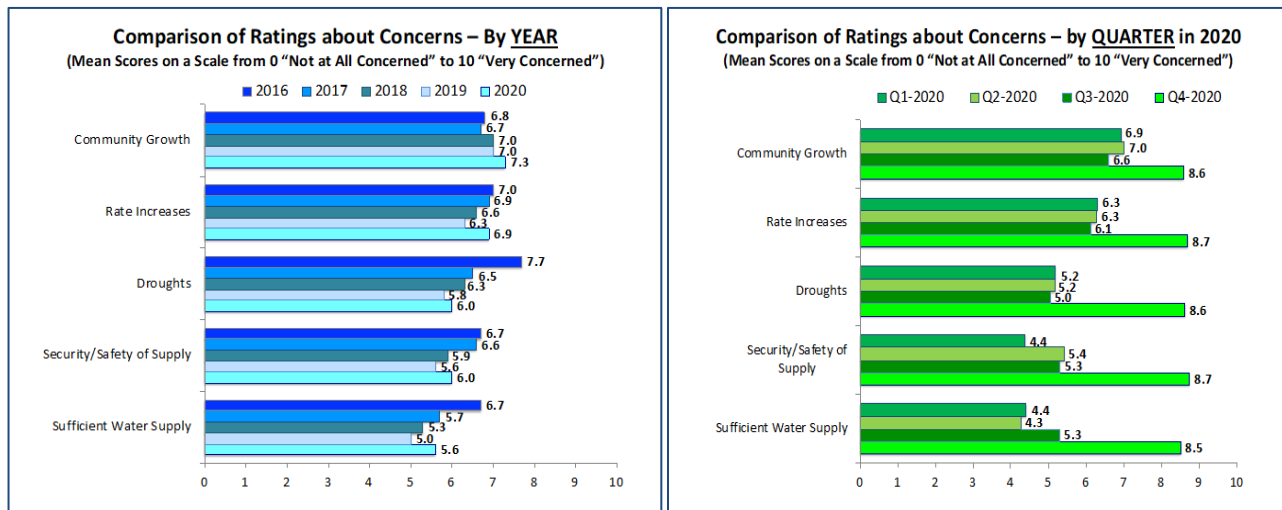 Comparison of Ratings about Concerns – By YEAR
(Mean Scores on a Scale from 0 “Not at All Concerned” to 10 “Very Concerned”)
2016 2017 2018 2019 2020
Community Growth
6.8
6.7
7.0
7.0
7.3
Rate Increases
7.0
6.9
6.6
6.3
6.9
Droughts
7.7
6.5
6.3
5.8
6.0
Security/Safety of Supply
6.7
6.6
5.9
5.6
6.0
Sufficient Water Supply
6.7
5.7
5.3
5.0
5.6
0 1 2 3 4 5 6 7 8 9 10
Comparison of Ratings about Concerns – by QUARTER in 2020
(Mean Scores on a Scale from 0 “Not at All Concerned” to 10 “Very Concerned”)
Q1-2020 Q2-2020 Q3-2020 Q4-2020
Community Growth
6.9
7.0
6.6
8.6
Rate Increases
6.3
6.3
6.1
8.7
Droughts
5.2
5.2
5.0
8.6
Security/Safety of
Supply
4.4
5.4
5.3
8.7
Sufficient Water Supply
4.4
4.3
5.3
8.5
0 1 2 3 4 5 6 7 8 9 10